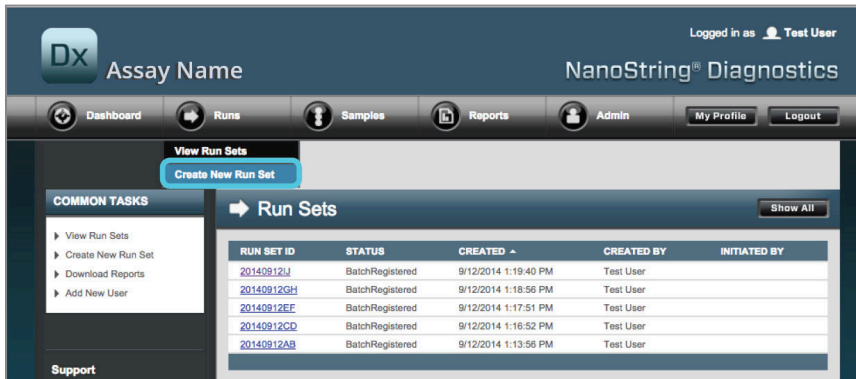 Logged in as Test User
Dx Assay Name
NanoString® Diagnostics
Dashboard Runs Samples Reports Admin My Profile Logout
View Run Sets
Create New Run Set
COMMON TASKS
View Run Sets
Create New Run Set
Download Reports
Add New User
Support
Run Sets Show All
RUN SET ID STATUS CREATED CREATED BY INITIATED BY
20140912IJ BatchRegistered 9/12/2014 1:19:40 PM Test User
20140912GH BatchRegistered 9/12/2014 1:18:56 PM Test User
20140912EF BatchRegistered 9/12/2014 1:17:51 PM Test User
20140912CD BatchRegistered 9/12/2014 1:16:52 PM Test User
20140912AB BatchRegistered 9/12/2014 1:13:56 PM Test User